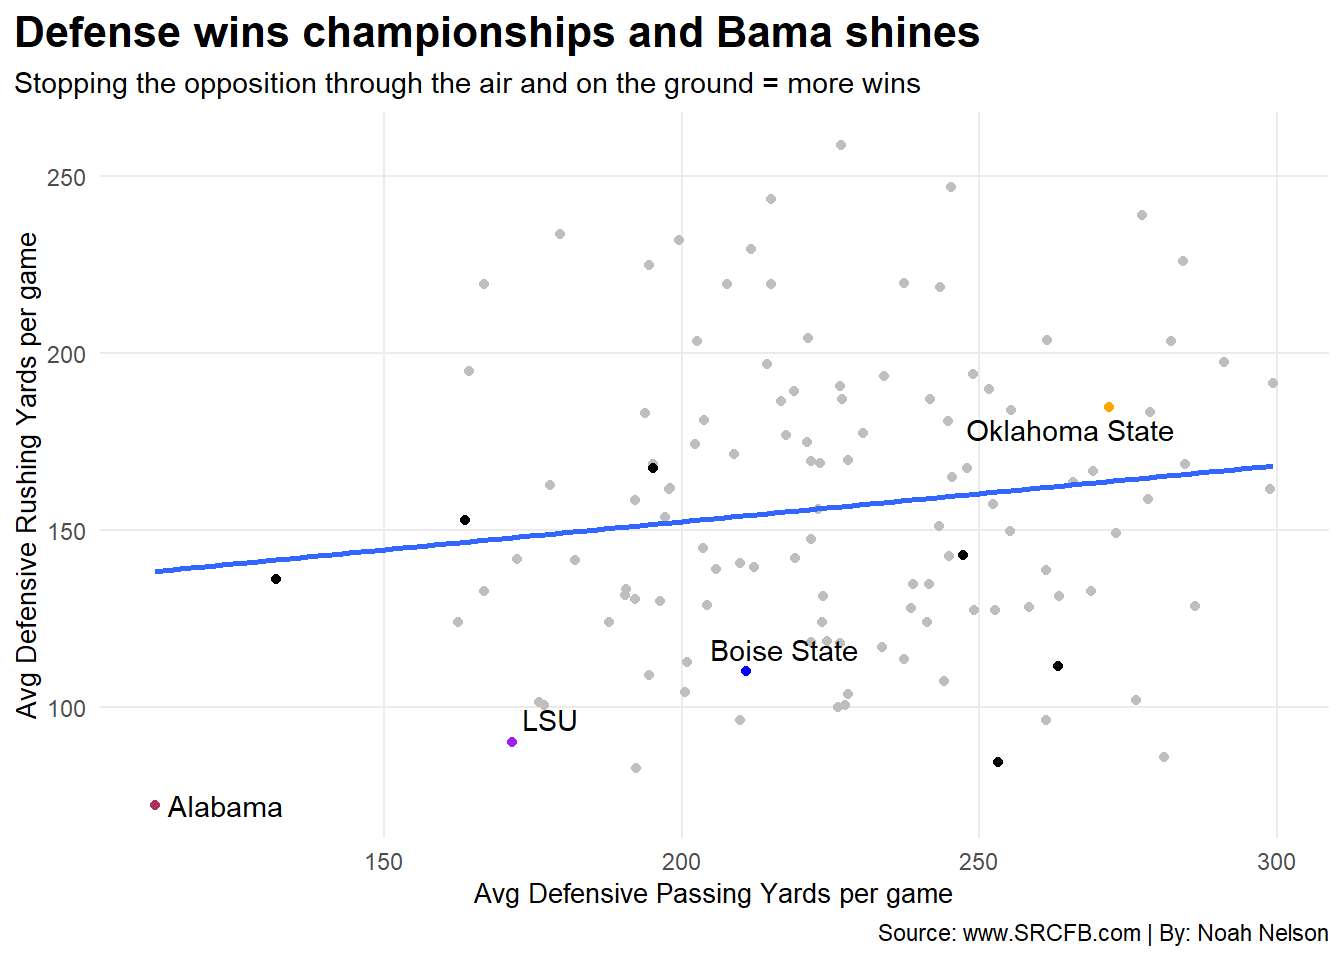 Defense wins championships and Bama shines
Stopping the opposition through the air and on the ground = more wins
Avg Defensive Rushing Yards per game
250
200
150
100
Oklahoma State
Boise State
LSU
Alabama
150
200
250
300
Avg Defensive Passing Yards per game
Source: www.SRCFB.com | By: Noah Nelson